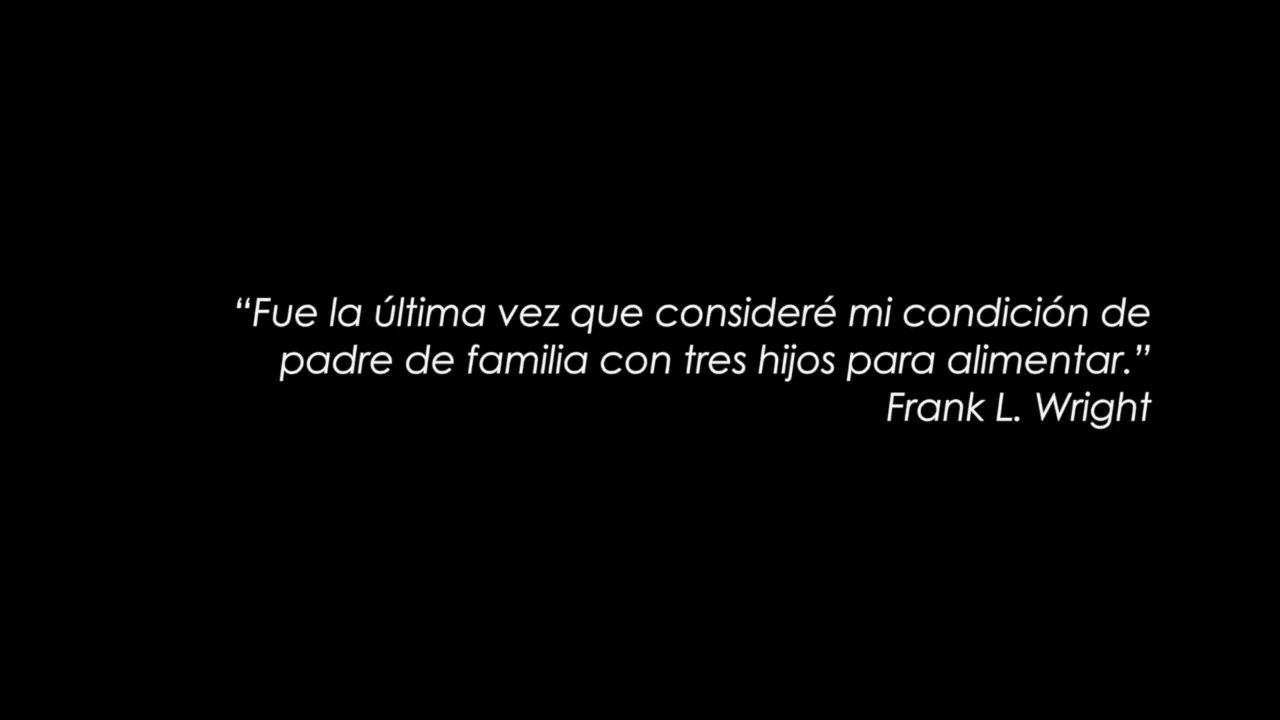 “Fue la última vez que consideré mi condición de
padre de familia con tres hijos para alimentar.”
Frank L. Wright